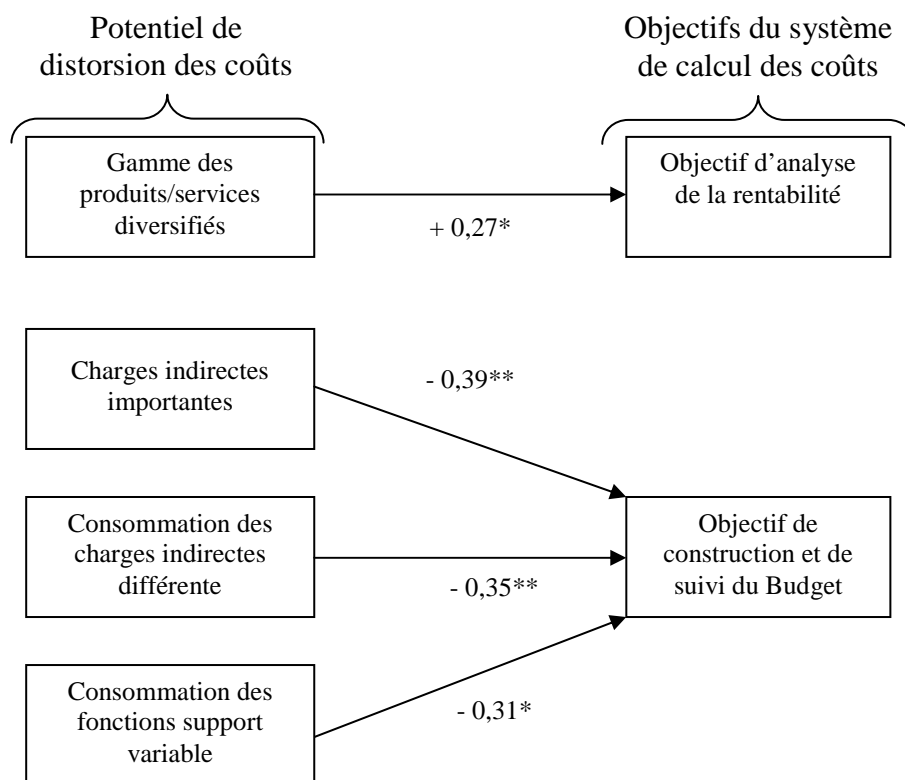 Potentiel de
distorsion des coûts
Objectifs du système
de calcul des coûts
Gamme des
produits/services
diversifiés
+ 0,27*
Objectif d’analyse
de la rentabilité
Charges indirectes
importantes
- 0,39**
Consommation des
charges indirectes
différente
- 0,35**
Objectif de
construction et de
suivi du Budget
Consommation des
fonctions support
variable
- 0,31*